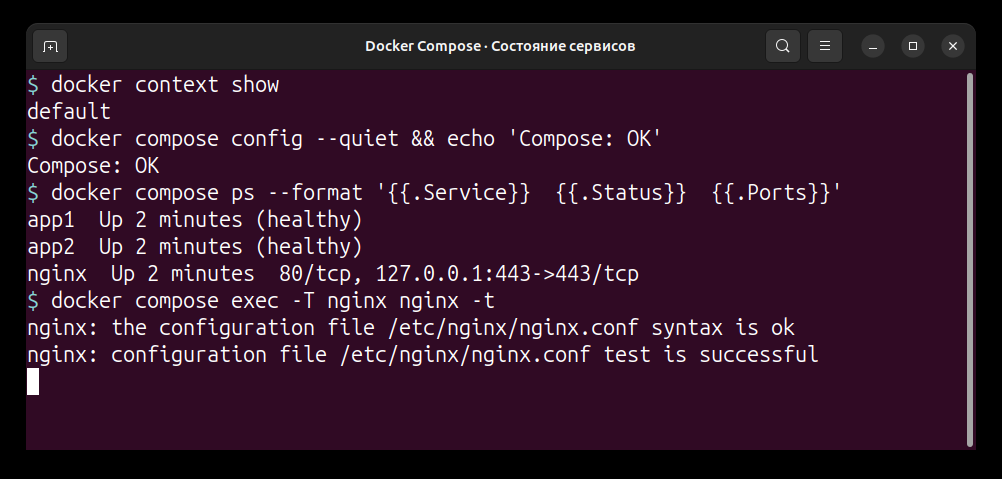 Docker Compose · Состояние сервисов
$ docker context show
default
$ docker compose config --quiet && echo 'Compose: OK'
Compose: OK
$ docker compose ps --format '{{.Service}}  {{.Status}}  {{.Ports}}'
app1  Up 2 minutes (healthy)
app2  Up 2 minutes (healthy)
nginx  Up 2 minutes  80/tcp, 127.0.0.1:443->443/tcp
$ docker compose exec -T nginx nginx -t
nginx: the configuration file /etc/nginx/nginx.conf syntax is ok
nginx: configuration file /etc/nginx/nginx.conf test is successful